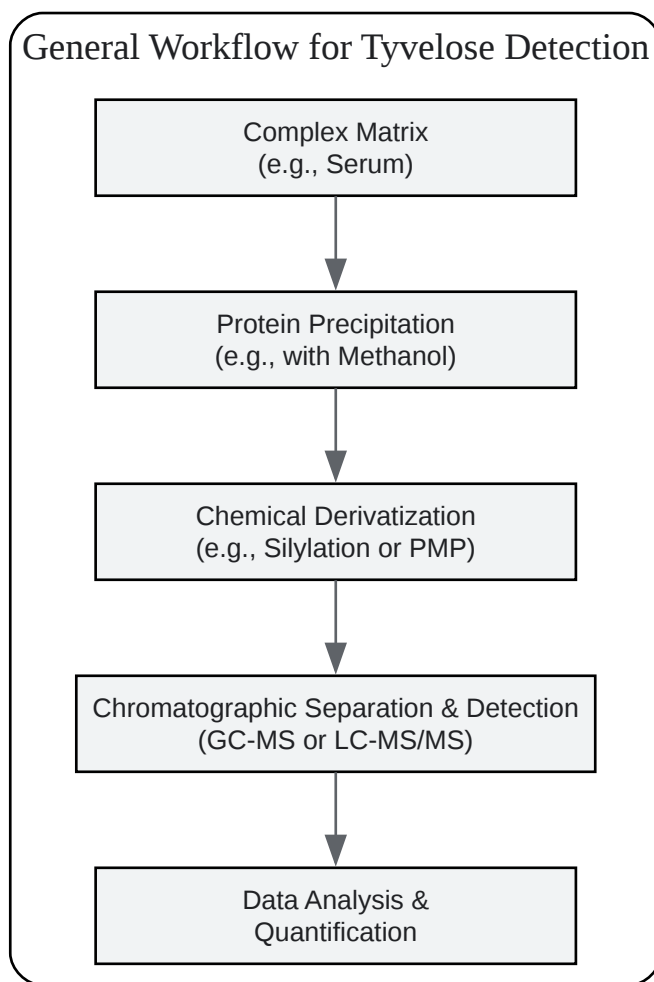 General Workflow for Tyvelose Detection
Complex Matrix
(e.g., Serum)
Protein Precipitation
(e.g., with Methanol)
Chemical Derivatization
(e.g., Silylation or PMP)
Chromatographic Separation & Detection
(GC-MS or LC-MS/MS)
Data Analysis &
Quantification